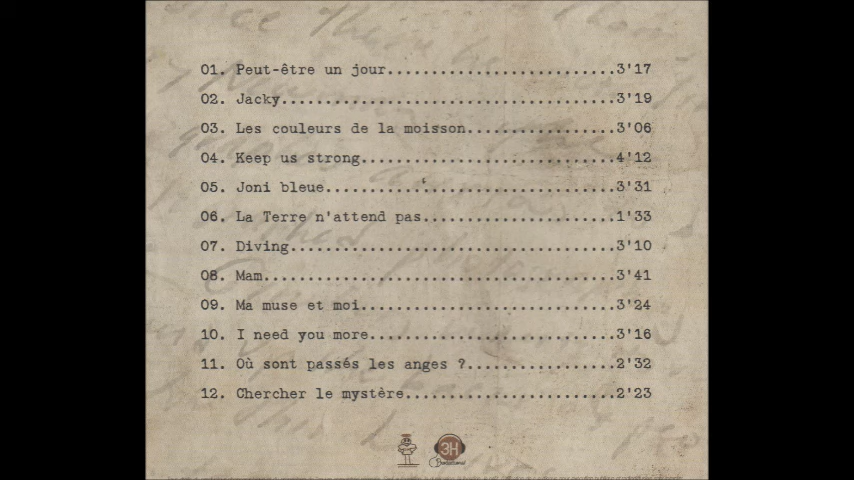 01. Peut-être un jour..........................3'17
02. Jacky......................................3'19
03. Les couleurs de la moisson.................3'06
04. Keep us strong.............................4'12
05. Joni bleue.................................3'31
06. La Terre n'attend pas......................1'33
07. Diving.....................................3'10
08. Mam........................................3'41
09. Ma muse et moi.............................3'24
10. I need you more............................3'16
11. Où sont passés les anges ?.................2'32
12. Chercher le mystère........................2'23
3H